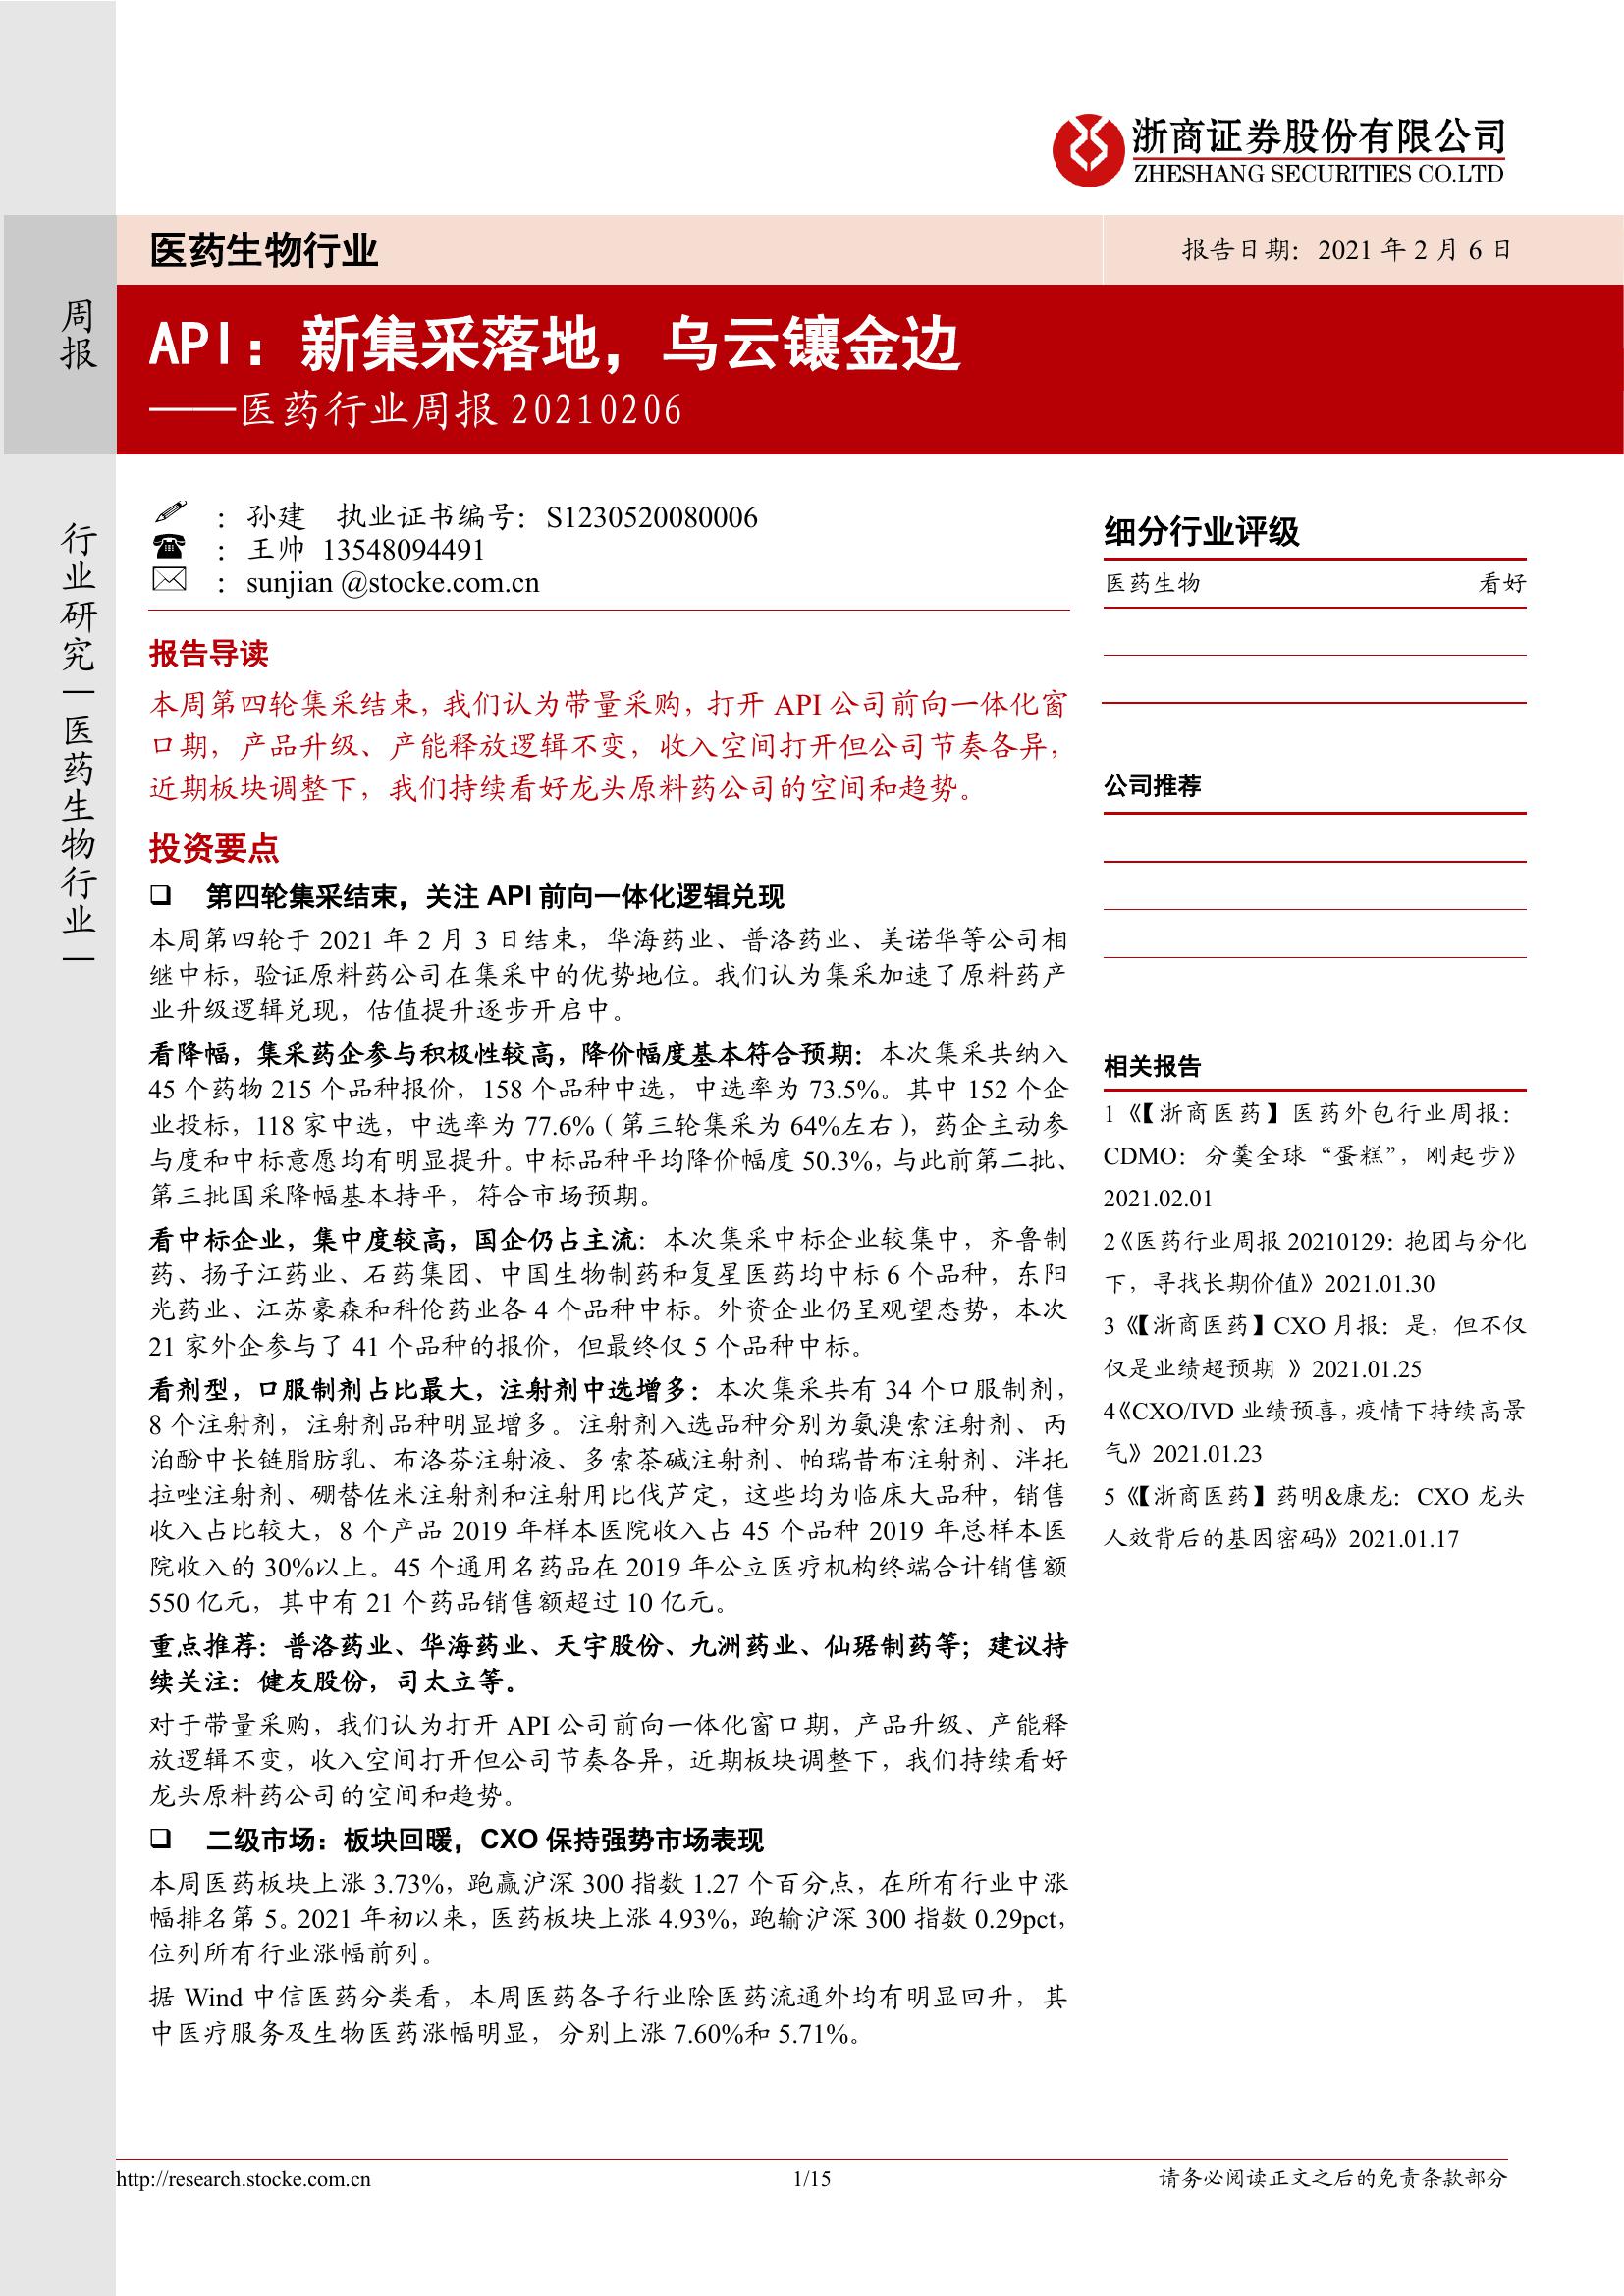 浙商证券股份有限公司
ZHESHANG SECURITIES CO.LTD
医药生物行业
报告日期：2021 年 2 月 6 日
周报
API：新集采落地，乌云镶金边
——医药行业周报 20210206
行业研究｜医药生物行业｜
：孙建 执业证书编号：S1230520080006
：王帅 13548094491
：sunjian @stocke.com.cn
报告导读
本周第四轮集采结束，我们认为带量采购，打开 API 公司前向一体化窗
口期，产品升级、产能释放逻辑不变，收入空间打开但公司节奏各异，
近期板块调整下，我们持续看好龙头原料药公司的空间和趋势。
投资要点
❑ 第四轮集采结束，关注 API 前向一体化逻辑兑现
本周第四轮于 2021 年 2 月 3 日结束，华海药业、普洛药业、美诺华等公司相
继中标，验证原料药公司在集采中的优势地位。我们认为集采加速了原料药产
业升级逻辑兑现，估值提升逐步开启中。
看降幅，集采药企参与积极性较高，降价幅度基本符合预期：本次集采共纳入
45 个药物 215 个品种报价，158 个品种中选，中选率为 73.5%。其中 152 个企
业投标，118 家中选，中选率为 77.6%（第三轮集采为 64%左右），药企主动参
与度和中标意愿均有明显提升。中标品种平均降价幅度 50.3%，与此前第二批、
第三批国采降幅基本持平，符合市场预期。
看中标企业，集中度较高，国企仍占主流：本次集采中标企业较集中，齐鲁制
药、扬子江药业、石药集团、中国生物制药和复星医药均中标 6 个品种，东阳
光药业、江苏豪森和科伦药业各 4 个品种中标。外资企业仍呈观望态势，本次
21 家外企参与了 41 个品种的报价，但最终仅 5 个品种中标。
看剂型，口服制剂占比最大，注射剂中选增多：本次集采共有 34 个口服制剂，
8 个注射剂，注射剂品种明显增多。注射剂入选品种分别为氨溴索注射剂、丙
泊酚中长链脂肪乳、布洛芬注射液、多索茶碱注射剂、帕瑞昔布注射剂、泮托
拉唑注射剂、硼替佐米注射剂和注射用比伐芦定，这些均为临床大品种，销售
收入占比较大，8 个产品 2019 年样本医院收入占 45 个品种 2019 年总样本医
院收入的 30%以上。45 个通用名药品在 2019 年公立医疗机构终端合计销售额
550 亿元，其中有 21 个药品销售额超过 10 亿元。
重点推荐：普洛药业、华海药业、天宇股份、九洲药业、仙琚制药等；建议持
续关注：健友股份，司太立等。
对于带量采购，我们认为打开 API 公司前向一体化窗口期，产品升级、产能释
放逻辑不变，收入空间打开但公司节奏各异，近期板块调整下，我们持续看好
龙头原料药公司的空间和趋势。
❑ 二级市场：板块回暖，CXO 保持强势市场表现
本周医药板块上涨 3.73%，跑赢沪深 300 指数 1.27 个百分点，在所有行业中涨
幅排名第 5。2021 年初以来，医药板块上涨 4.93%，跑输沪深 300 指数 0.29pct，
位列所有行业涨幅前列。
据 Wind 中信医药分类看，本周医药各子行业除医药流通外均有明显回升，其
中医疗服务及生物医药涨幅明显，分别上涨 7.60%和 5.71%。
细分行业评级
医药生物 看好
公司推荐
相关报告
1《【浙商医药】医药外包行业周报：
CDMO：分羹全球“蛋糕”，刚起步》
2021.02.01
2《医药行业周报 20210129：抱团与分化
下，寻找长期价值》2021.01.30
3《【浙商医药】CXO 月报：是，但不仅
仅是业绩超预期 》2021.01.25
4《CXO/IVD 业绩预喜，疫情下持续高景
气》2021.01.23
5《【浙商医药】药明&康龙：CXO 龙头
人效背后的基因密码》2021.01.17
http://research.stocke.com.cn
1/15
请务必阅读正文之后的免责条款部分